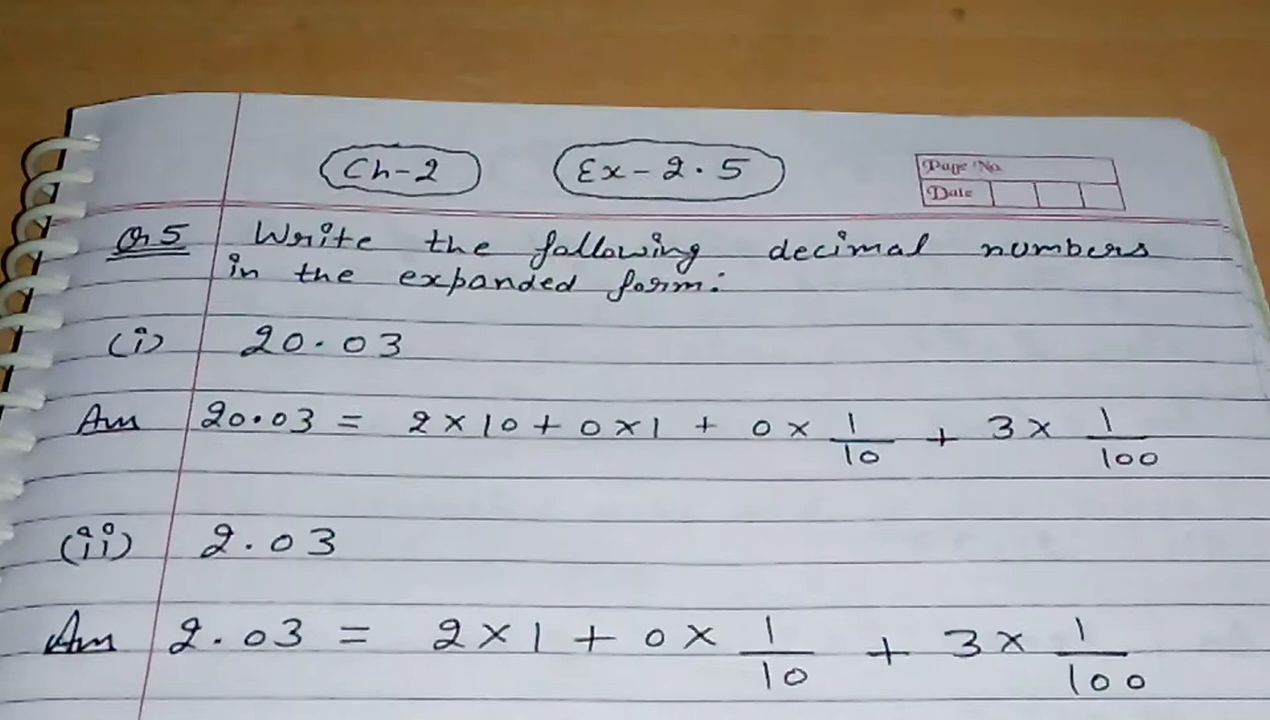 Ch-2
Ex-2.5
Page No.
Date
Q5 Write the following decimal numbers
in the expanded form:
(i) 20.03
Ans 20.03 = 2×10 + 0×1 + 0× 1/10 + 3× 1/100
(ii) 2.03
Ans 2.03 = 2×1 + 0× 1/10 + 3× 1/100